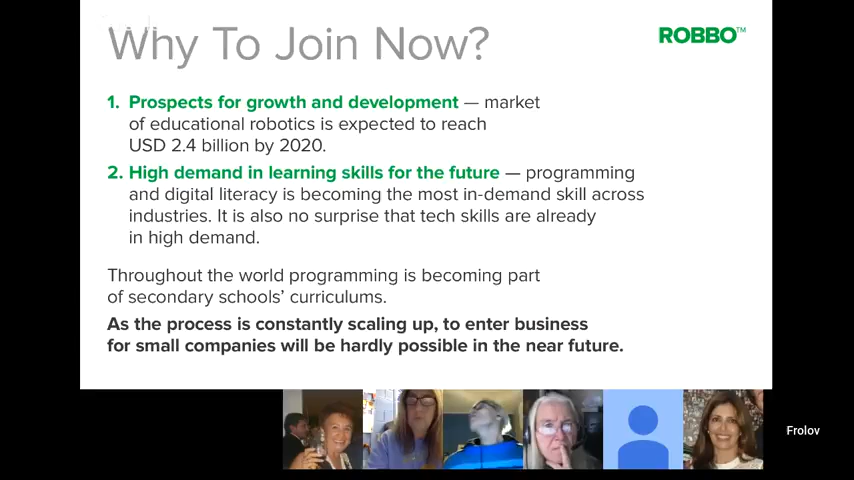 Why To Join Now?
ROBBO™
1. Prospects for growth and development — market
of educational robotics is expected to reach
USD 2.4 billion by 2020.
2. High demand in learning skills for the future — programming
and digital literacy is becoming the most in-demand skill across
industries. It is also no surprise that tech skills are already
in high demand.
Throughout the world programming is becoming part
of secondary schools’ curriculums.
As the process is constantly scaling up, to enter business
for small companies will be hardly possible in the near future.
Frolov